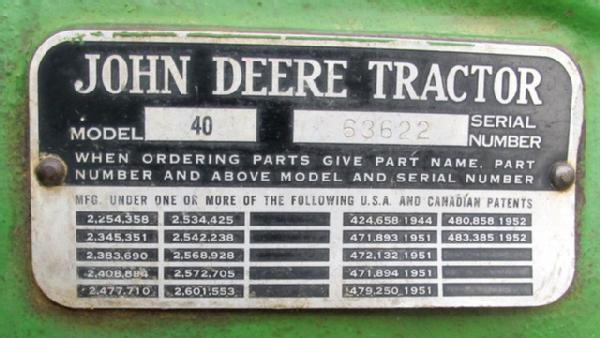 JOHN DEERE TRACTOR
MODEL 40 63622 SERIAL NUMBER
WHEN ORDERING PARTS GIVE PART NAME, PART
NUMBER AND ABOVE MODEL AND SERIAL NUMBER
MFG. UNDER ONE OR MORE OF THE FOLLOWING U.S.A. AND CANADIAN PATENTS
2,254,358 2,534,425 424,658 1944 480,858 1952
2,345,351 2,542,238 471,893 1951 483,385 1952
2,383,690 2,568,928 472,132 1951
2,408,884 2,572,705 471,894 1951
2,477,710 2,601,553 479,250 1951